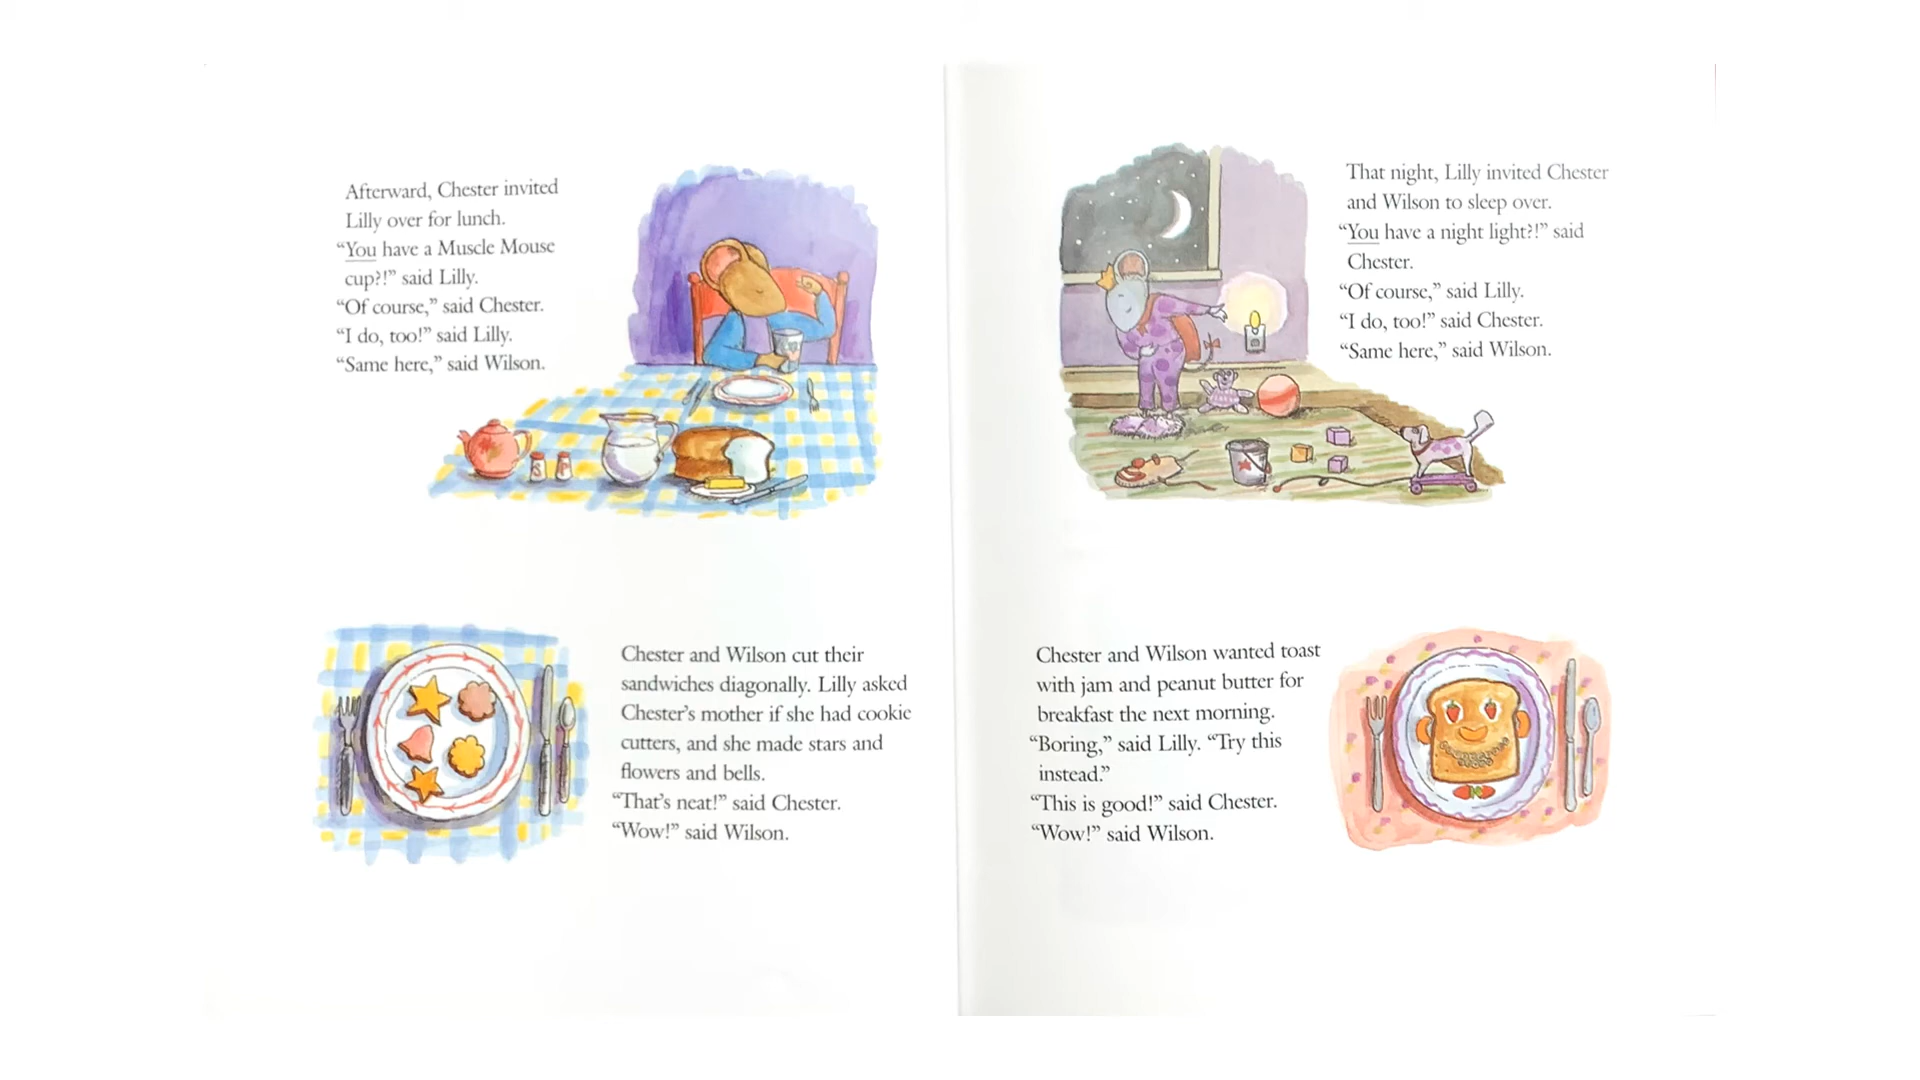 Afterward, Chester invited
Lilly over for lunch.
“You have a Muscle Mouse
cup?!” said Lilly.
“Of course,” said Chester.
“I do, too!” said Lilly.
“Same here,” said Wilson.
S P
Chester and Wilson cut their
sandwiches diagonally. Lilly asked
Chester’s mother if she had cookie
cutters, and she made stars and
flowers and bells.
“That’s neat!” said Chester.
“Wow!” said Wilson.
That night, Lilly invited Chester
and Wilson to sleep over.
“You have a night light?!” said
Chester.
“Of course,” said Lilly.
“I do, too!” said Chester.
“Same here,” said Wilson.
Chester and Wilson wanted toast
with jam and peanut butter for
breakfast the next morning.
“Boring,” said Lilly. “Try this
instead.”
“This is good!” said Chester.
“Wow!” said Wilson.